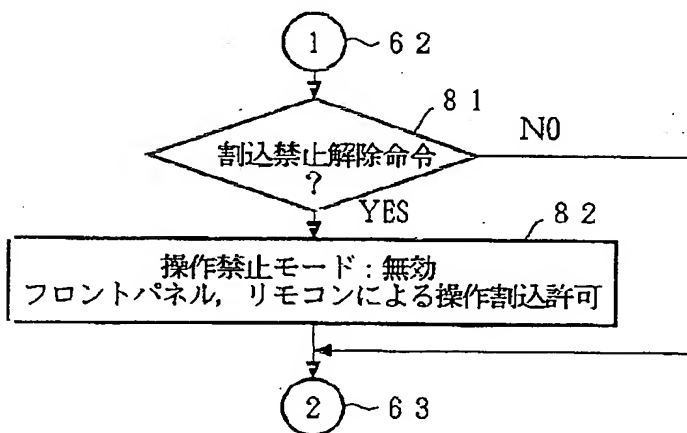 1
62
81
割込禁止解除命令
?
NO
YES
82
操作禁止モード:無効
フロントパネル,リモコンによる操作割込許可
2
63